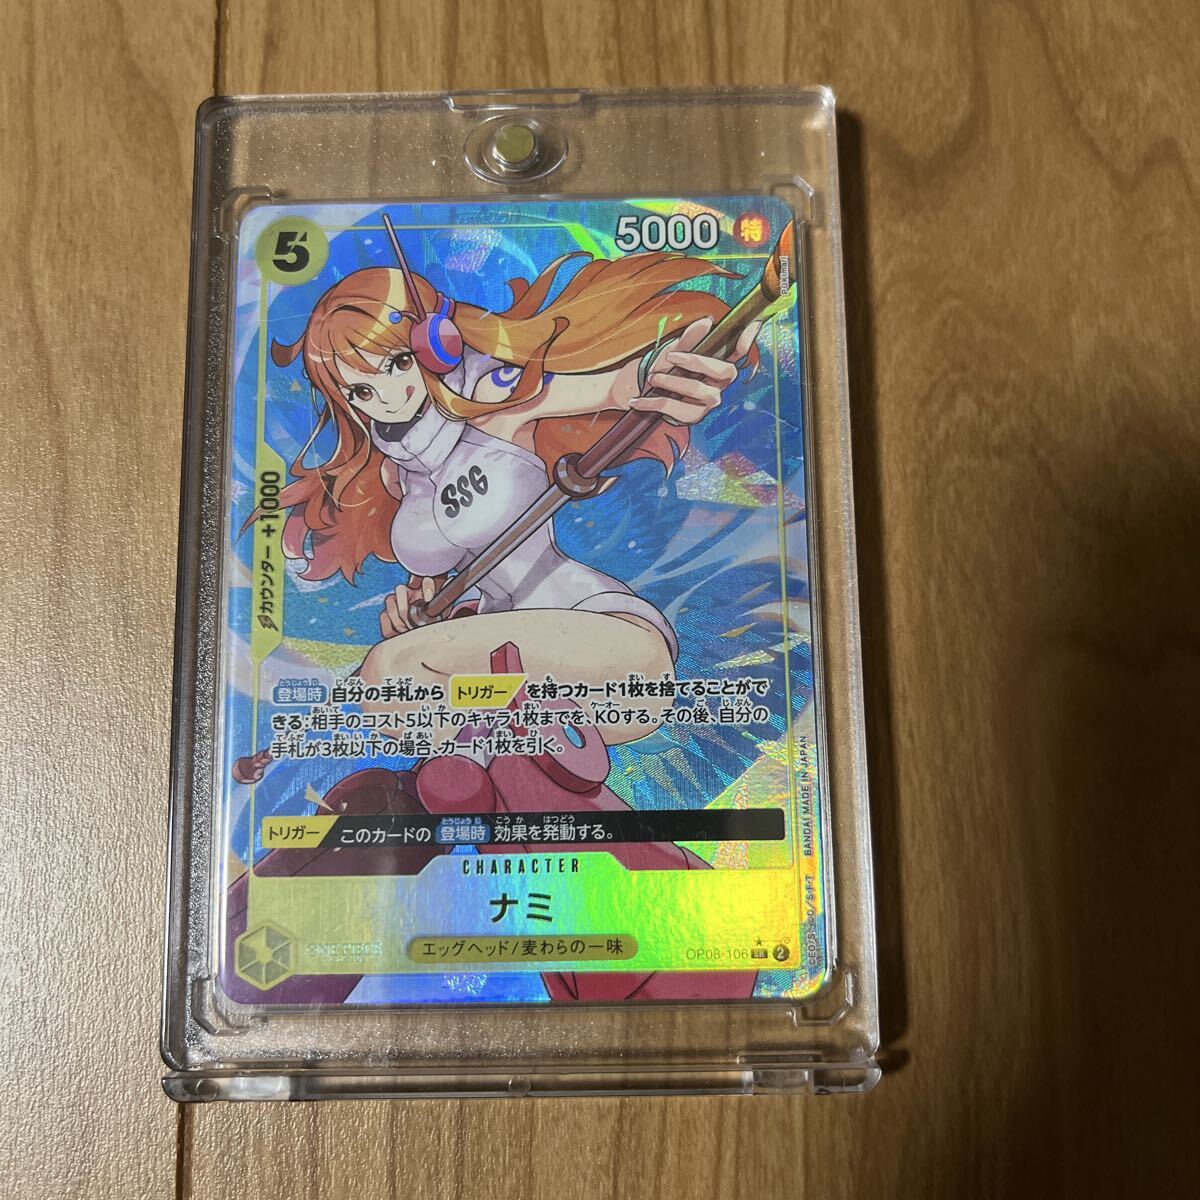 5
5000 特
POKImari
カウンター +1000
SSG
登場時 自分の手札から トリガー を持つカード1枚を捨てることがで
きる:相手のコスト5以下のキャラ1枚までを、KOする。その後、自分の
手札が3枚以下の場合、カード1枚を引く。
トリガー このカードの 登場時 効果を発動する。
CHARACTER
ナミ
エッグヘッド/麦わらの一味
ONE PIECE
OP08-106 SR 2
BANDAI MADE IN JAPAN